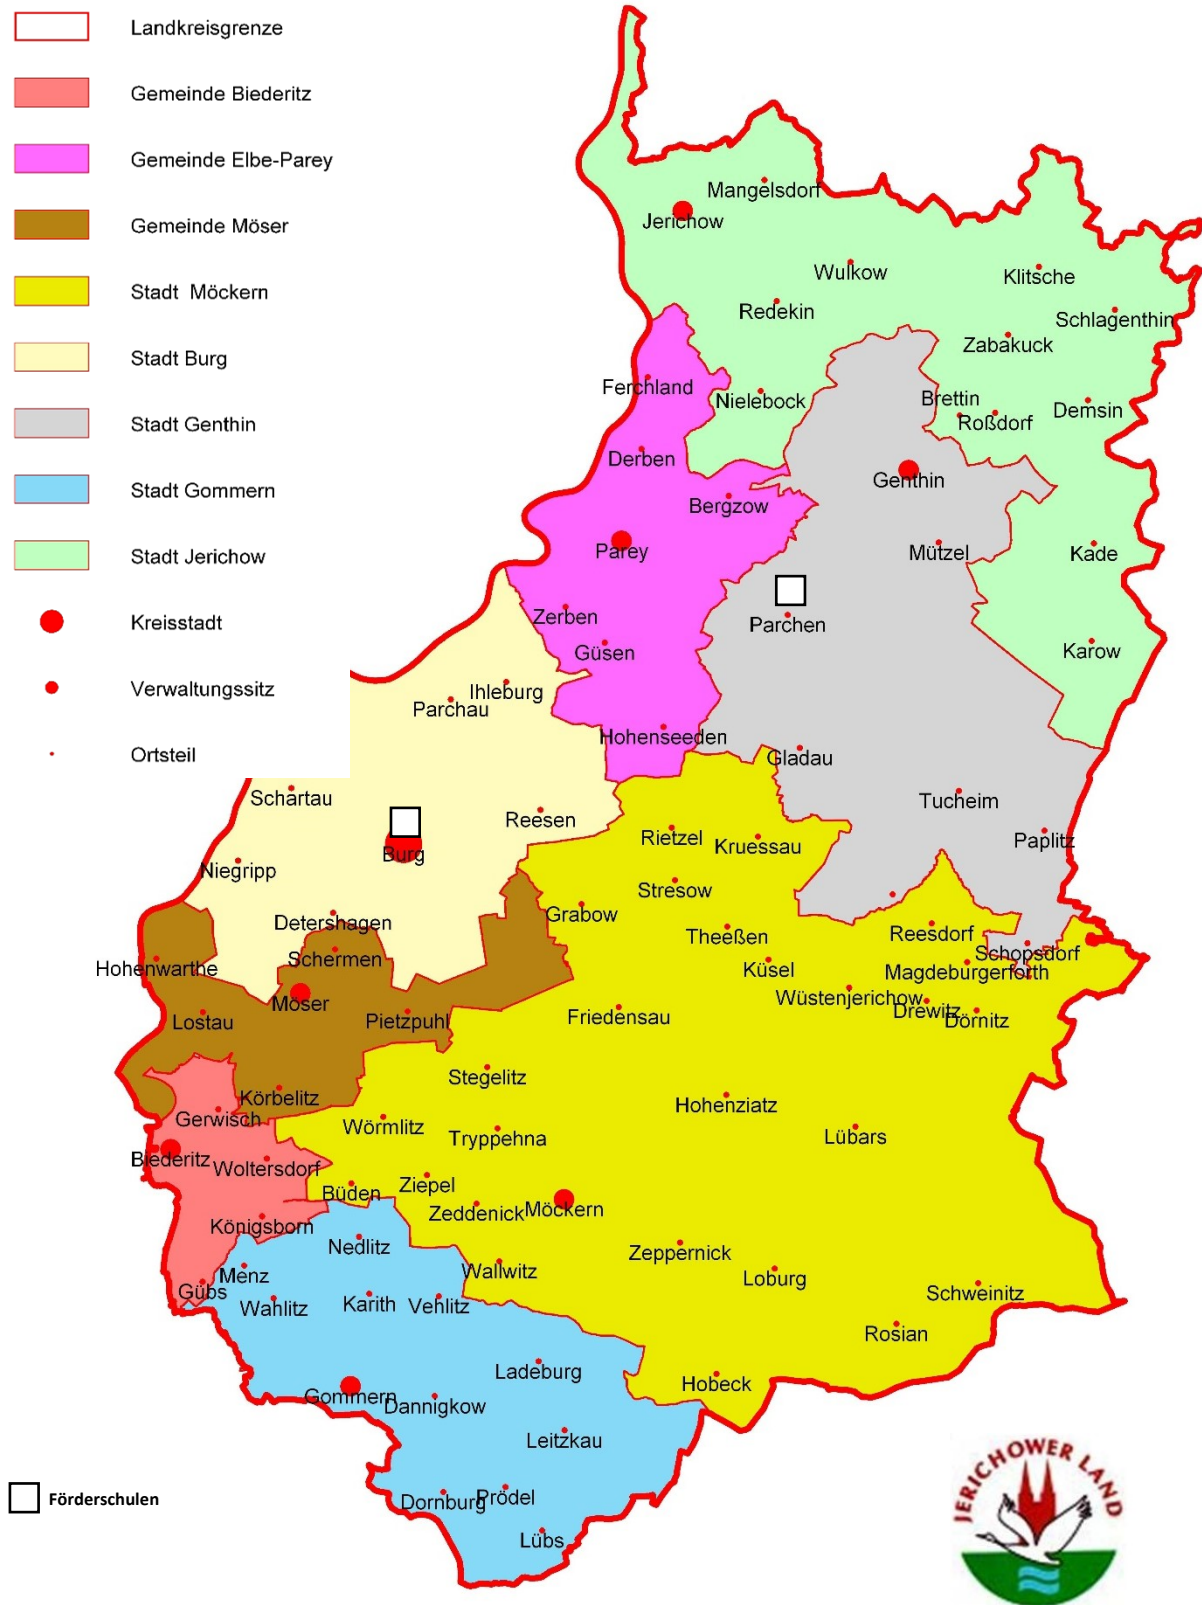 Landkreisgrenze
Gemeinde Biederitz
Gemeinde Elbe-Parey
Gemeinde Möser
Stadt Möckern
Stadt Burg
Stadt Genthin
Stadt Gommern
Stadt Jerichow
Kreisstadt
Verwaltungssitz
Ortsteil
Mangelsdorf
Jerichow
Wulkow
Klitsche
Redekin
Schlagenthin
Zabakuck
Ferchland
Nielebock
Brettin
Roßdorf
Demsin
Derben
Genthin
Bergzow
Parey
Mützel
Kade
Zerben
Parchen
Güsen
Karow
Ihleburg
Parchau
Hohenseeden
Gladau
Schartau
Tucheim
Reesen
Rietzel
Kruessau
Paplitz
Burg
Niegripp
Stresow
Grabow
Detershagen
Theeßen
Reesdorf
Schermen
Schopsdorf
Hohenwarthe
Küsel
Magdeburgerforth
Möser
Wüstenjerichow
Lostau
Pietzpuhl
Friedensau
Drewitz
Dörnitz
Stegelitz
Körbelitz
Hohenziatz
Gerwisch
Wörmlitz
Tryppehna
Lübars
Biederitz
Woltersdorf
Büden
Ziepel
Zeddenick
Möckern
Königsborn
Nedlitz
Zeppernick
Menz
Wallwitz
Loburg
Gübs
Wahlitz
Karith
Vehlitz
Schweinitz
Rosian
Ladeburg
Gommern
Dannigkow
Hobeck
Leitzkau
Dornburg
Prödel
Lübs
Förderschulen
JERICHOWER LAND